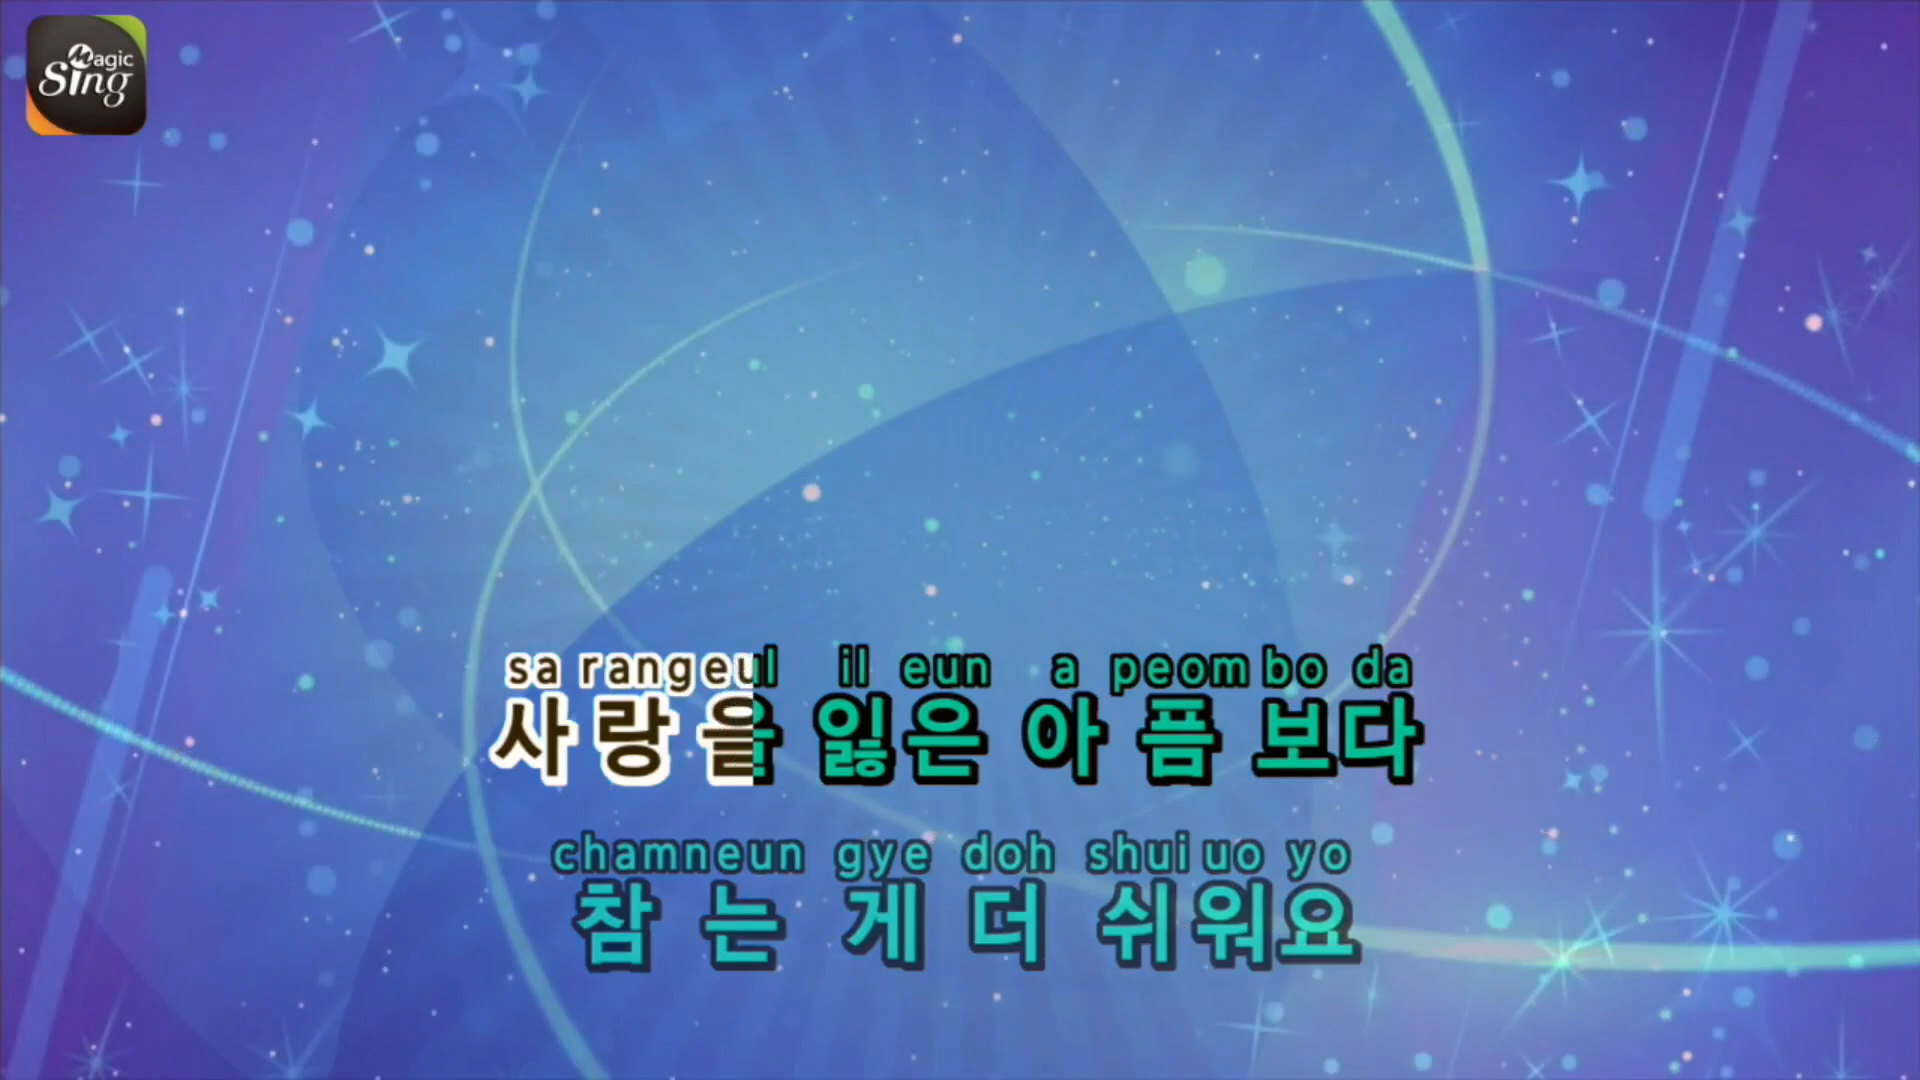 Magic
Sing
sa rangeul il eun a peom bo da
사랑을 잃은 아픔보다
chamneun gye doh shui uo yo
참는 게 더 쉬워요